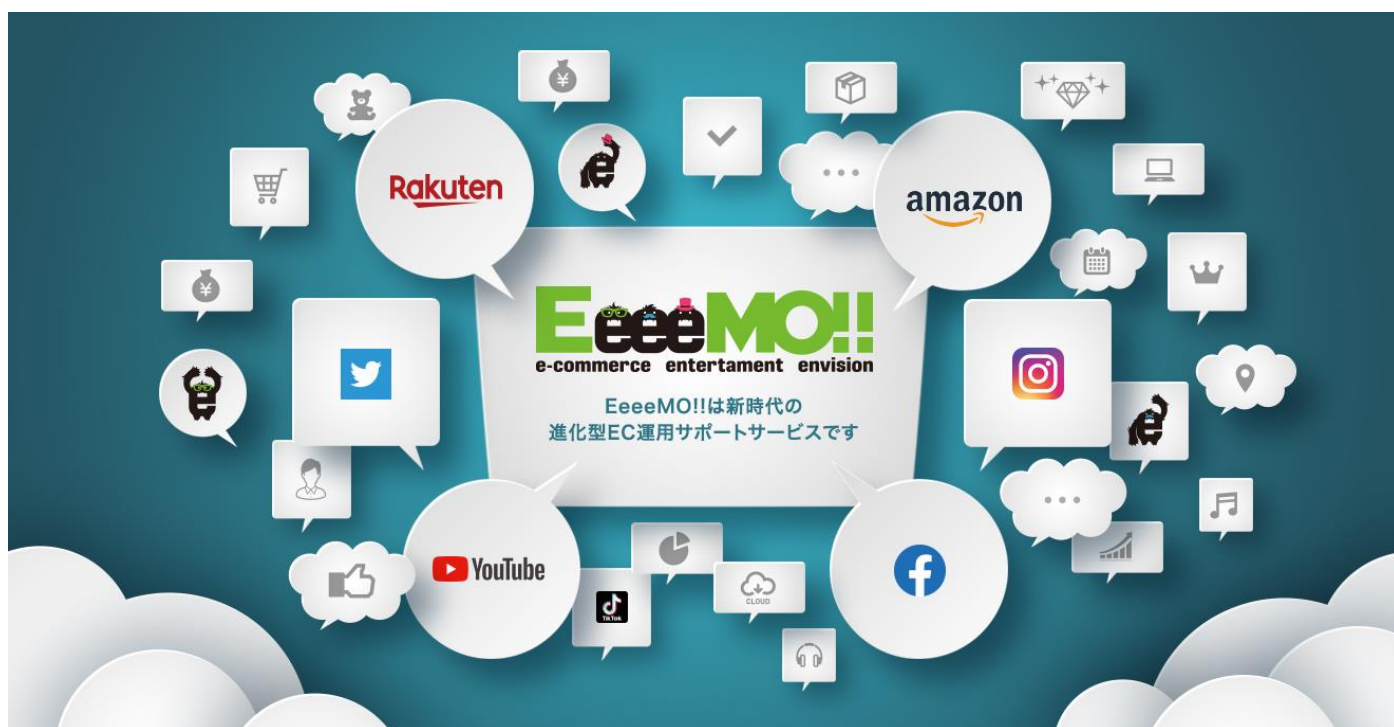 Rakuten
amazon
EeeeMO!!
e-commerce entertament envision
EeeeMO!!は新時代の
進化型EC運用サポートサービスです
YouTube
TikTok
CLOUD